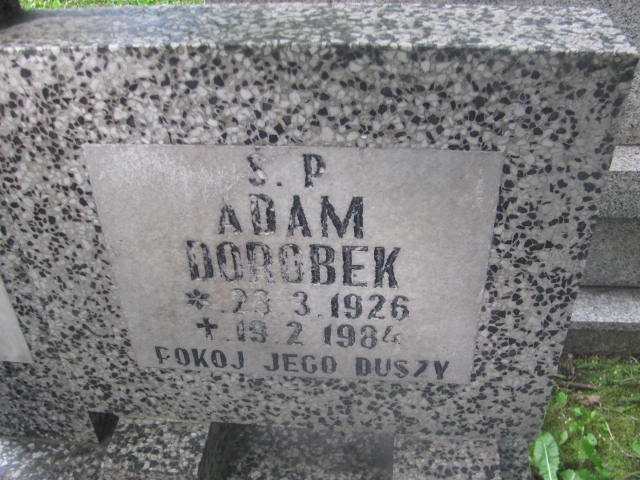 S. P
ADAM
DOROBEK
* 23.3.1926
+ 19.2.1984
POKOJ JEGO DUSZY